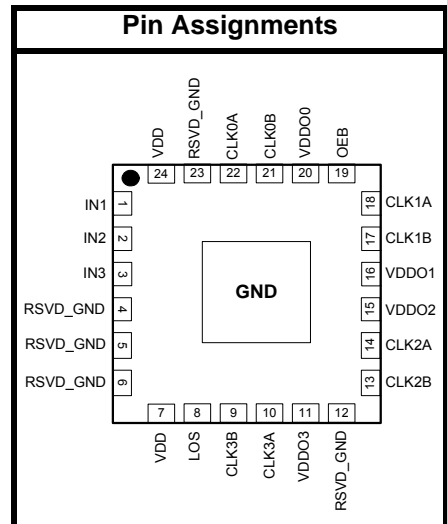 Pin Assignments
VDD
RSVD_GND
CLK0A
CLK0B
VDDO0
OEB
24 23 22 21 20 19
IN1 1
IN2 2
IN3 3
RSVD_GND 4
RSVD_GND 5
RSVD_GND 6
GND
18 CLK1A
17 CLK1B
16 VDDO1
15 VDDO2
14 CLK2A
13 CLK2B
7 8 9 10 11 12
VDD
LOS
CLK3B
CLK3A
VDDO3
RSVD_GND